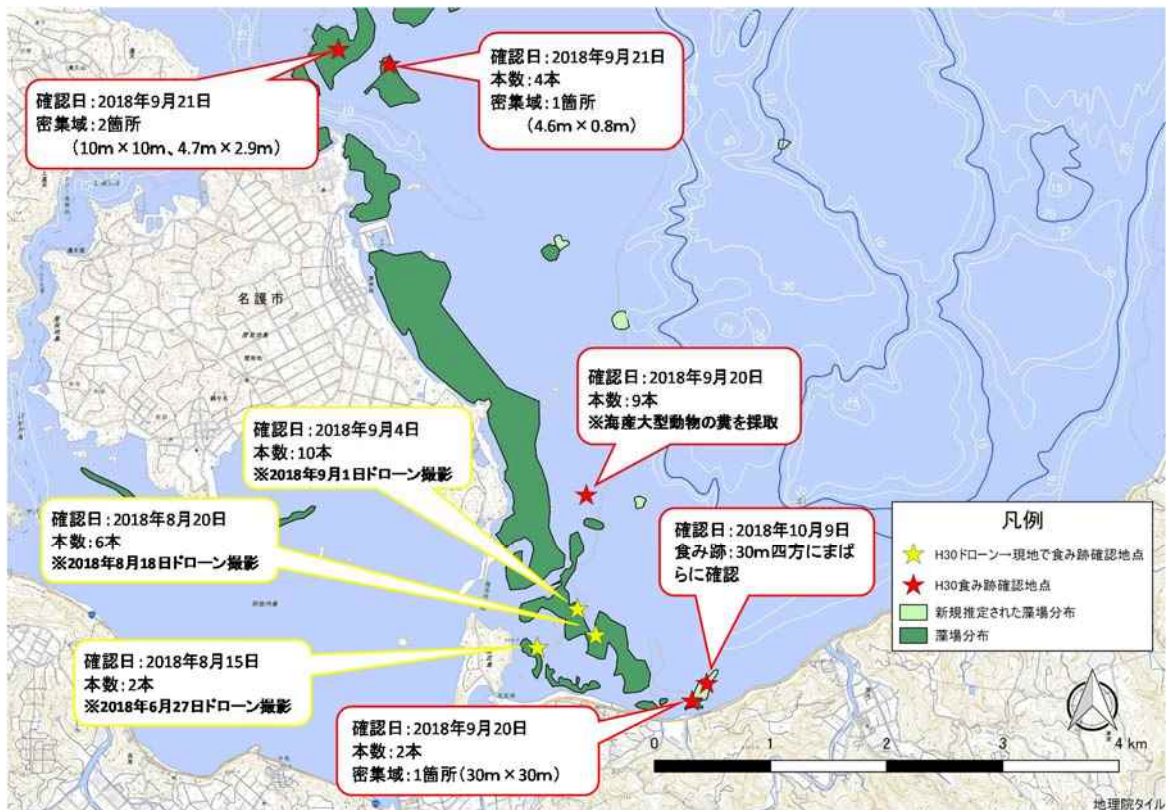 確認日:2018年9月21日
密集域:2箇所
(10m×10m、4.7m×2.9m)
確認日:2018年9月21日
本数:4本
密集域:1箇所
(4.6m×0.8m)
名護市
確認日:2018年9月20日
本数:9本
※海産大型動物の糞を採取
確認日:2018年9月4日
本数:10本
※2018年9月1日ドローン撮影
確認日:2018年8月20日
本数:6本
※2018年8月18日ドローン撮影
確認日:2018年10月9日
食み跡:30m四方にまば
らに確認
凡例
H30ドローン→現地で食み跡確認地点
H30食み跡確認地点
新規推定された藻場分布
藻場分布
確認日:2018年8月15日
本数:2本
※2018年6月27日ドローン撮影
確認日:2018年9月20日
本数:2本
密集域:1箇所(30m×30m)
0 1 2 3 4 km
地理院タイル